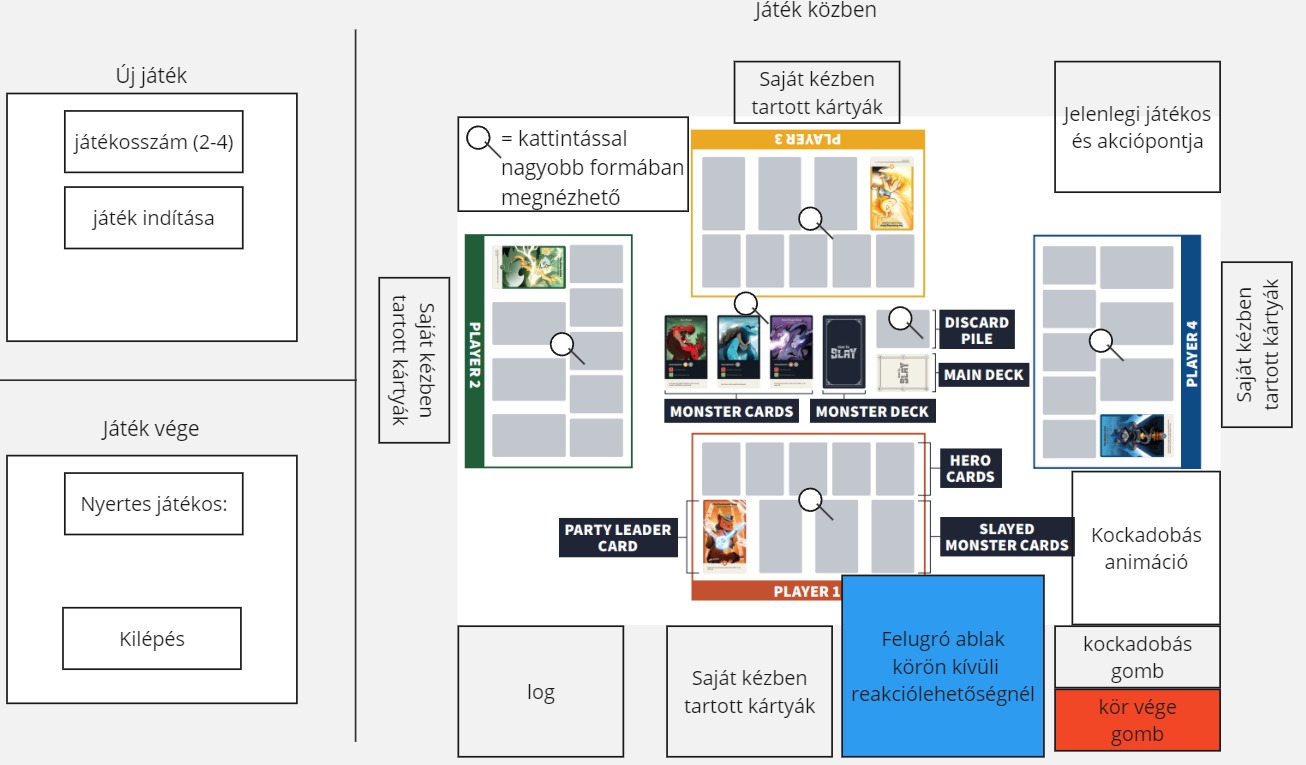 Játék közben
Új játék
játékosszám (2-4)
játék indítása
Játék vége
Nyertes játékos:
Kilépés
= kattintással
nagyobb formában
megnézhető
Saját kézben
tartott kártyák
Jelenlegi játékos
és akciópontja
PLAYER 3
Saját kézben
tartott kártyák
PLAYER 2
PLAYER 4
Saját kézben
tartott kártyák
SLAY
DISCARD
PILE
SLAY
MAIN DECK
MONSTER CARDS
MONSTER DECK
HERO
CARDS
PARTY LEADER
CARD
SLAYED
MONSTER CARDS
PLAYER 1
Kockadobás
animáció
log
Saját kézben
tartott kártyák
Felugró ablak
körön kívüli
reakciólehetőségnél
kockadobás
gomb
kör vége
gomb